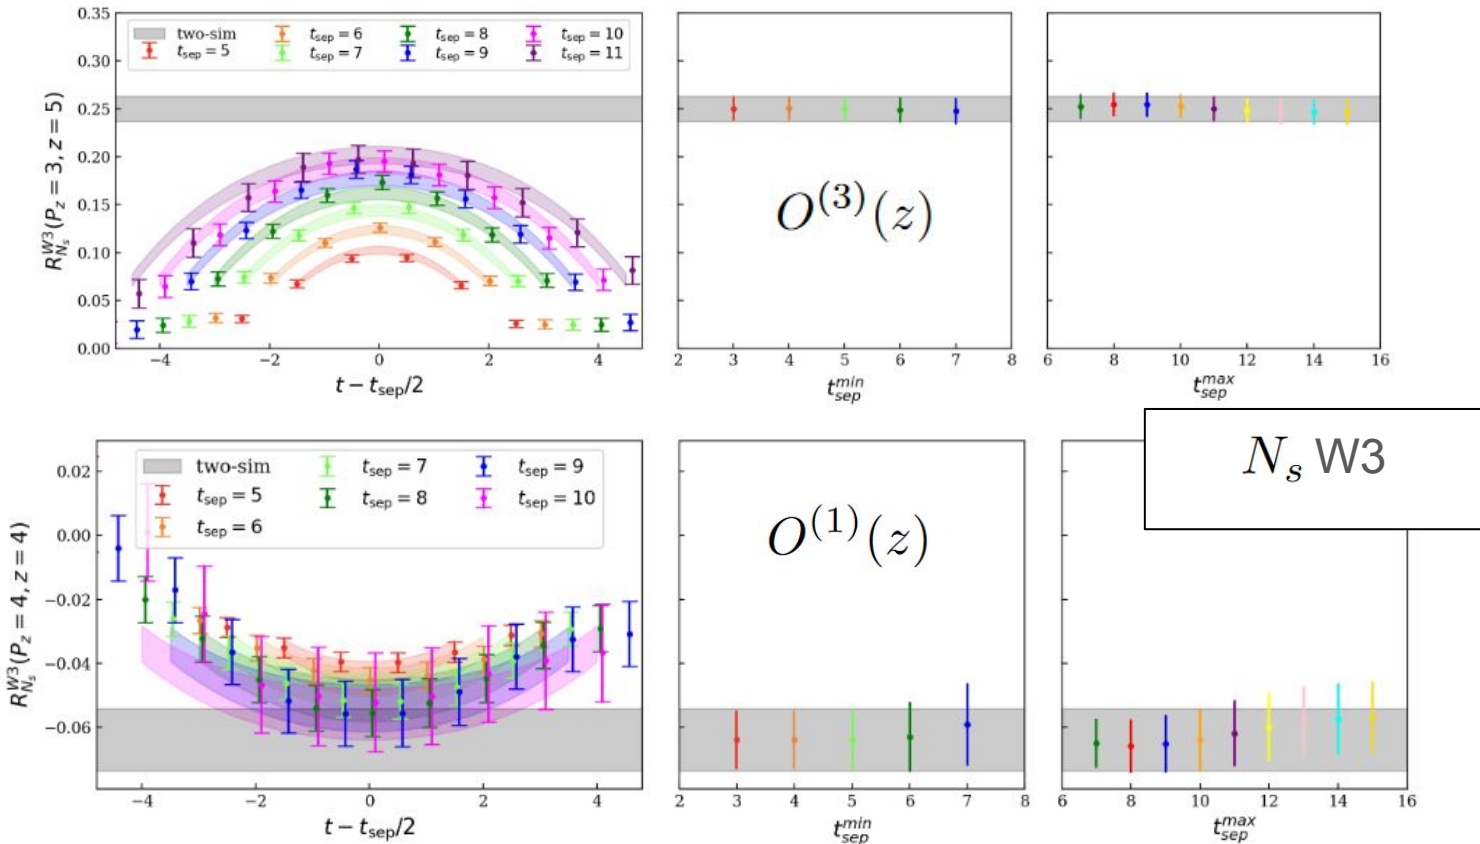 0.35
0.30
0.25
0.20
0.15
0.10
0.05
0.00
R_{N_s}^{W3}(P_z = 3, z = 5)
two-sim
t_sep = 5
t_sep = 6
t_sep = 7
t_sep = 8
t_sep = 9
t_sep = 10
t_sep = 11
−4 −2 0 2 4
t − t_sep/2
O^{(3)}(z)
2 3 4 5 6 7 8
t_{sep}^{min}
6 8 10 12 14 16
t_{sep}^{max}
0.02
0.00
−0.02
−0.04
−0.06
R_{N_s}^{W3}(P_z = 4, z = 4)
two-sim
t_sep = 5
t_sep = 6
t_sep = 7
t_sep = 8
t_sep = 9
t_sep = 10
−4 −2 0 2 4
t − t_sep/2
O^{(1)}(z)
2 3 4 5 6 7 8
t_{sep}^{min}
N_s W3
6 8 10 12 14 16
t_{sep}^{max}